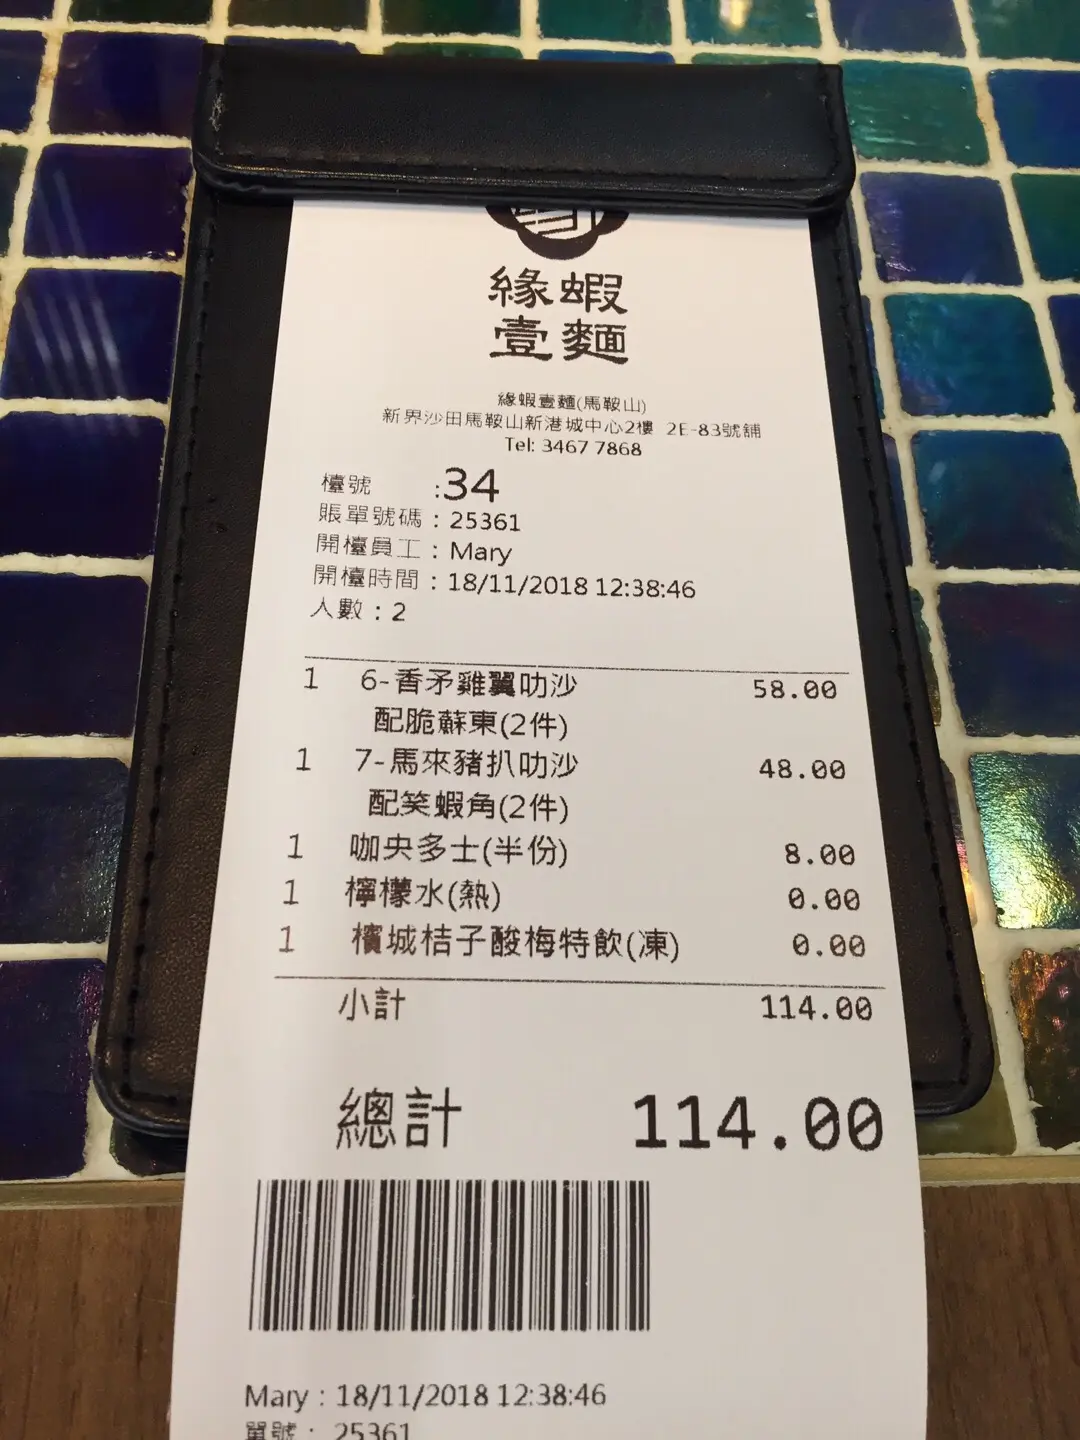 緣蝦
壹麵
緣蝦壹麵(馬鞍山)
新界沙田馬鞍山新港城中心2樓 2E-83號舖
Tel: 3467 7868
檯號 :34
賬單號碼 : 25361
開檯員工 : Mary
開檯時間 : 18/11/2018 12:38:46
人數 : 2
1 6-香矛雞翼叻沙 58.00
配脆蘇東(2件)
1 7-馬來豬扒叻沙 48.00
配笑蝦角(2件)
1 咖央多士(半份) 8.00
1 檸檬水(熱) 0.00
1 檳城桔子酸梅特飲(凍) 0.00
小計 114.00
總計 114.00
Mary : 18/11/2018 12:38:46
單號 : 25361